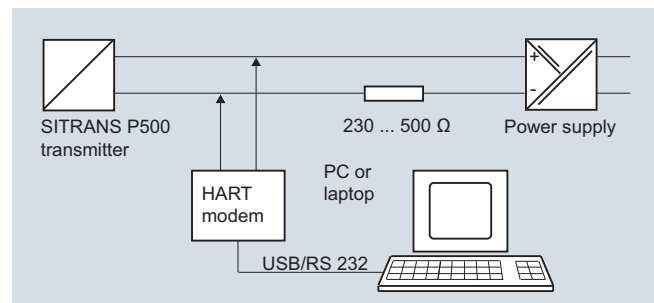 +
-
SITRANS P500
transmitter
230 ... 500 Ω
Power supply
HART
modem
PC or
laptop
USB/RS 232